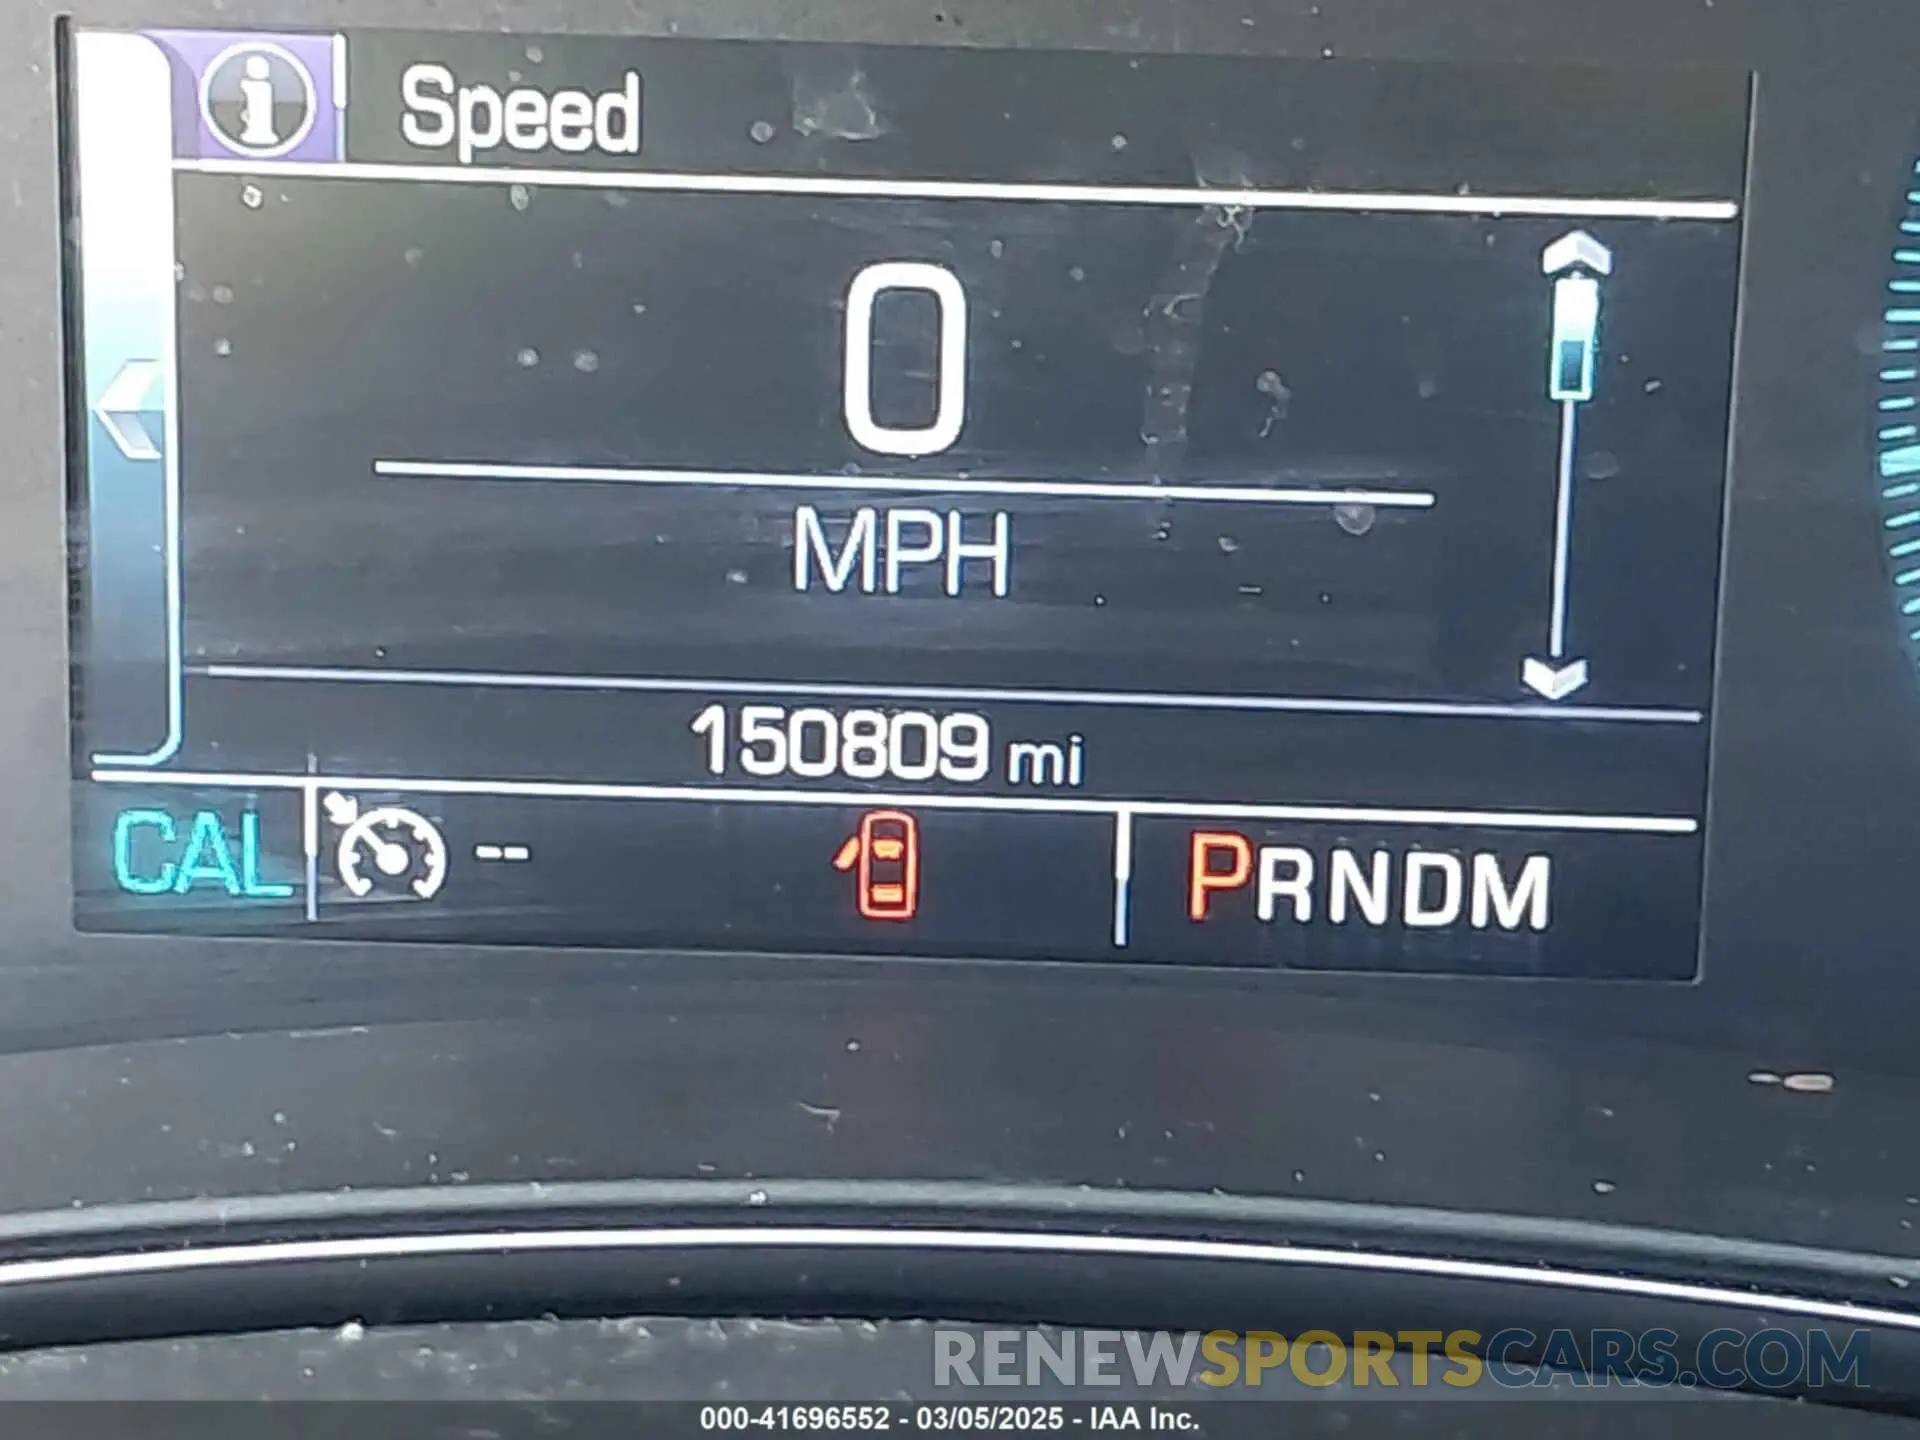 Speed
0
MPH
150809 mi
CAL -- PRNDM
RENEWSPORTSCARS.COM
000-41696552 - 03/05/2025 - IAA Inc.